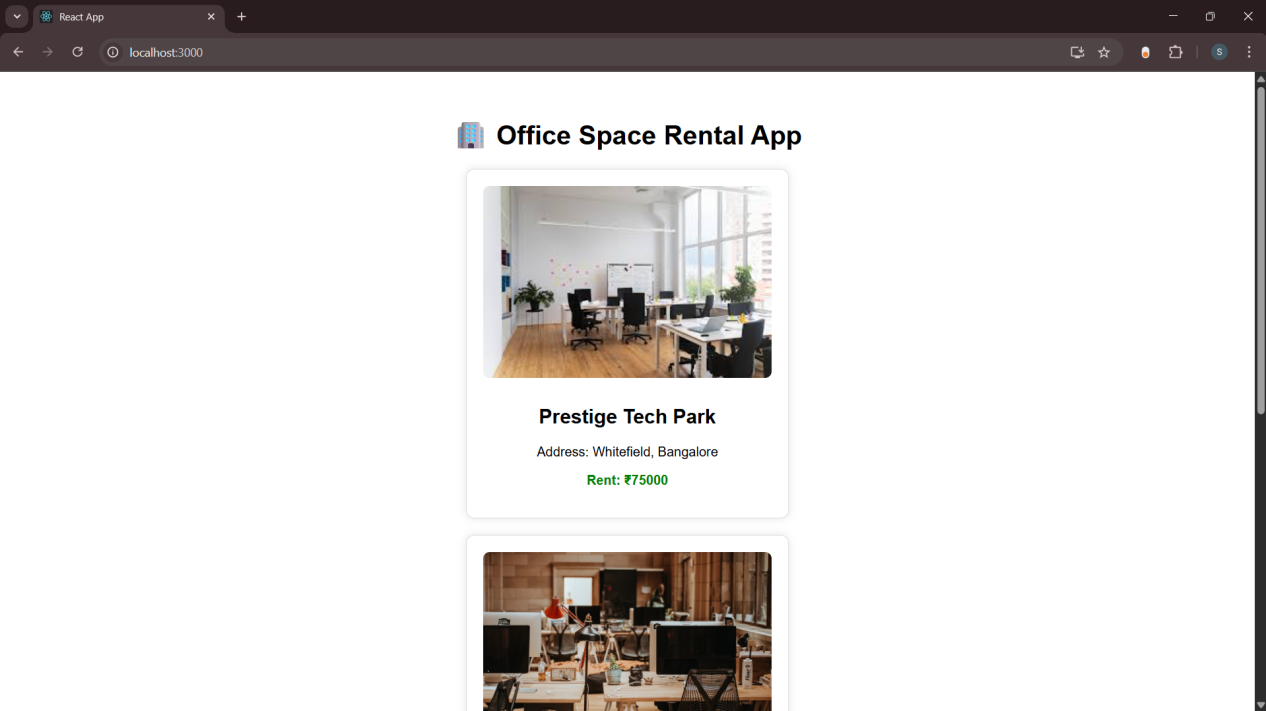 React App
localhost:3000
S
🏢 Office Space Rental App
Prestige Tech Park
Address: Whitefield, Bangalore
Rent: ₹75000